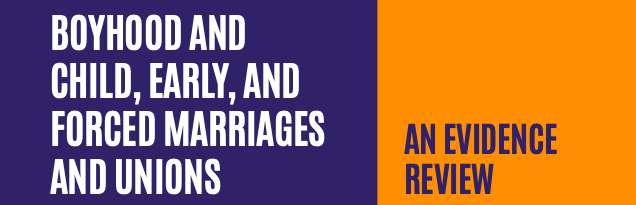 BOYHOOD AND
CHILD, EARLY, AND
FORCED MARRIAGES
AND UNIONS
AN EVIDENCE
REVIEW